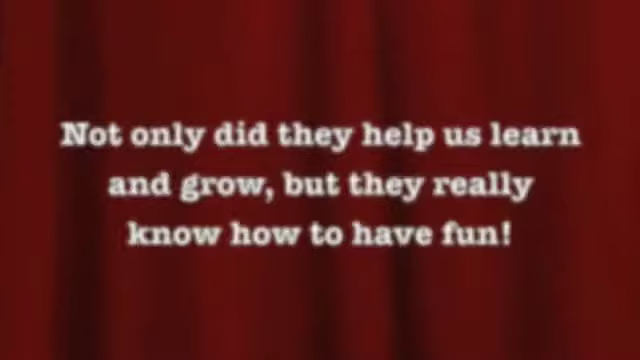 Not only did they help us learn
and grow, but they really
know how to have fun!